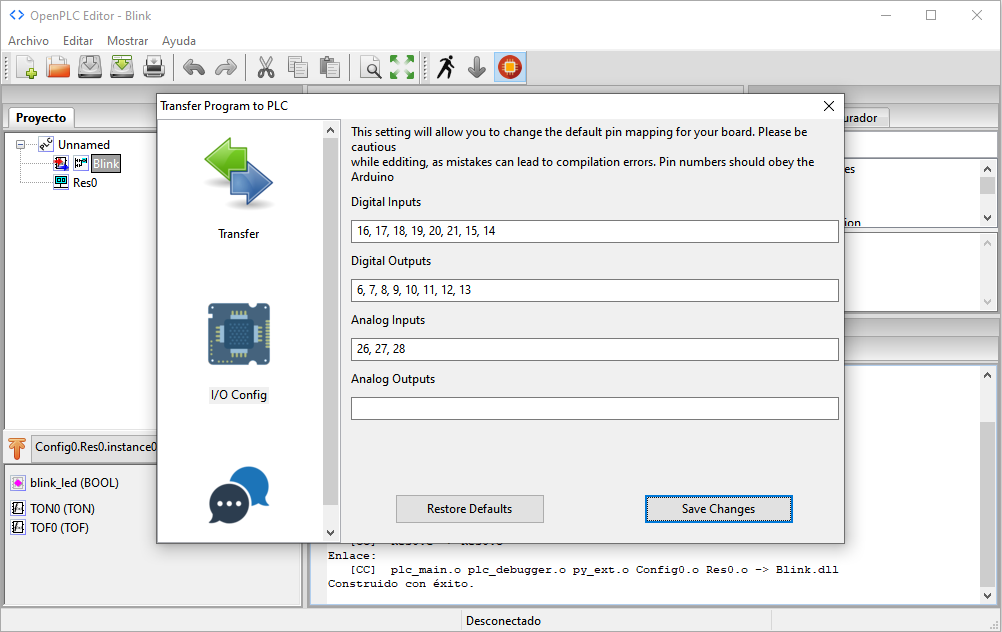 OpenPLC Editor - Blink
Archivo Editar Mostrar Ayuda
Transfer Program to PLC
Proyecto
Unnamed
Blink
Res0
Config0.Res0.instance0
blink_led (BOOL)
TON0 (TON)
TOF0 (TOF)
Transfer
I/O Config
This setting will allow you to change the default pin mapping for your board. Please be
cautious
while edditing, as mistakes can lead to compilation errors. Pin numbers should obey the
Arduino
Digital Inputs
16, 17, 18, 19, 20, 21, 15, 14
Digital Outputs
6, 7, 8, 9, 10, 11, 12, 13
Analog Inputs
26, 27, 28
Analog Outputs
Restore Defaults
Save Changes
urador
es
ion
Enlace:
[CC] plc_main.o plc_debugger.o py_ext.o Config0.o Res0.o -> Blink.dll
Construido con éxito.
Desconectado